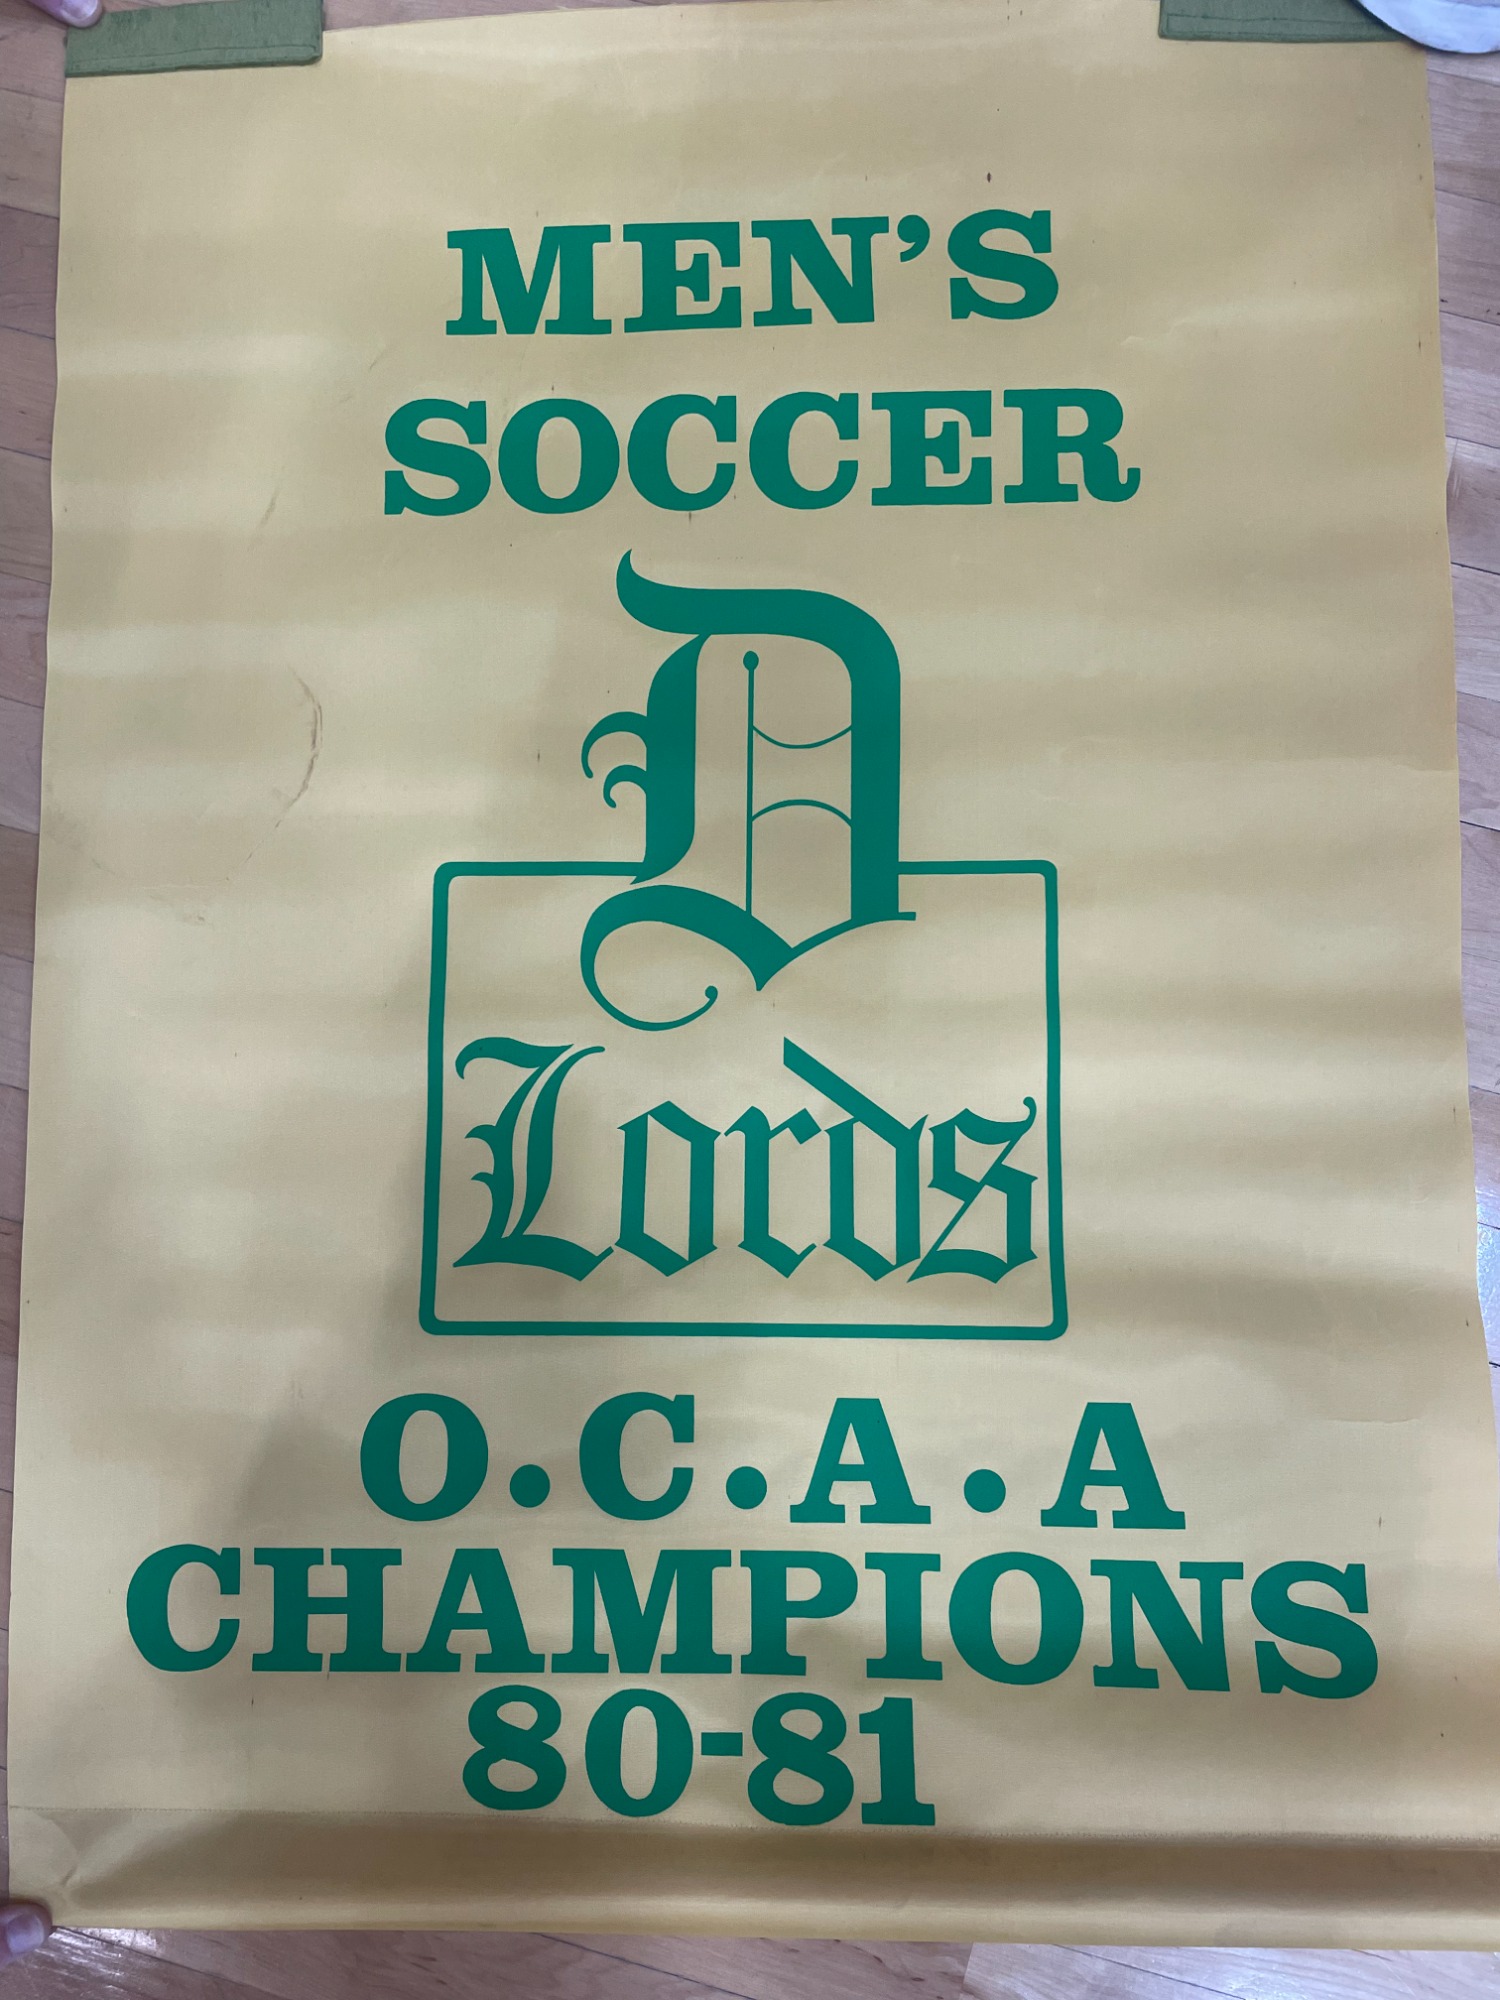 MEN'S
SOCCER
D
Lords
O.C.A.A
CHAMPIONS
80-81